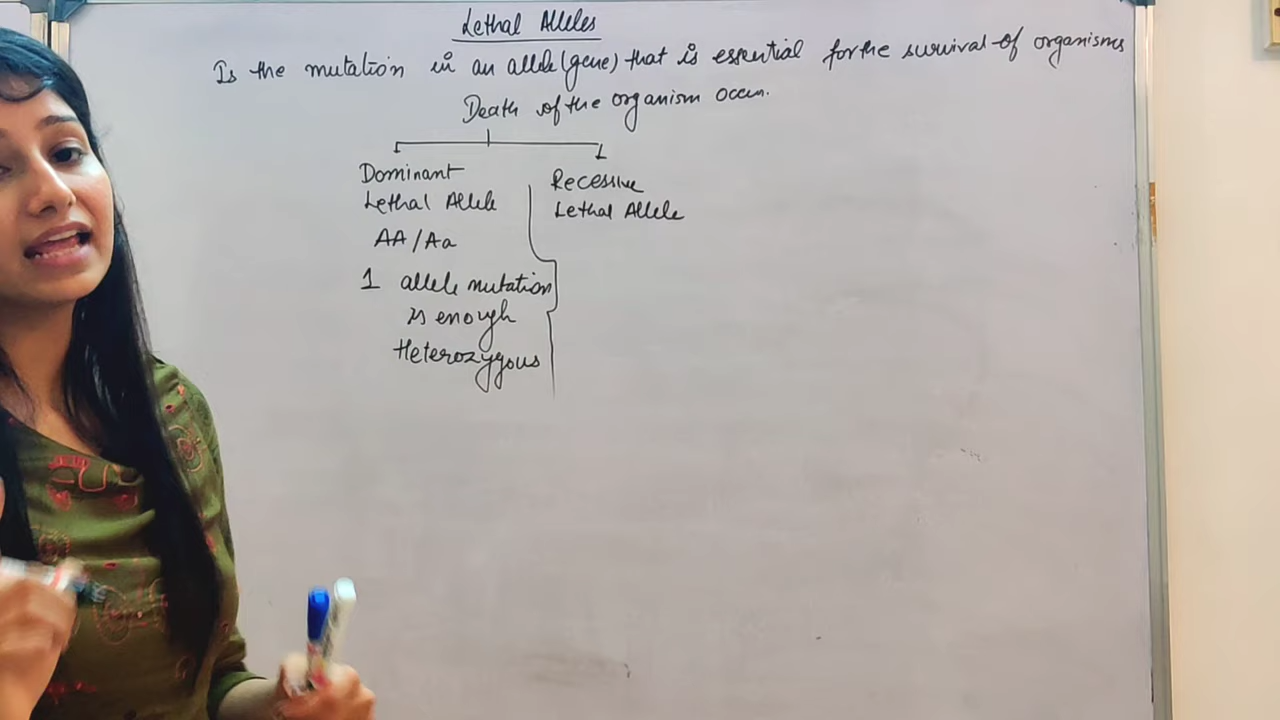 Lethal Alleles
Is the mutation in an allele (gene) that is essential for the survival of organisms
Death of the organism occur.
Dominant
Lethal Allele
AA/Aa
1 allele mutation
is enough
Heterozygous
Recessive
Lethal Allele